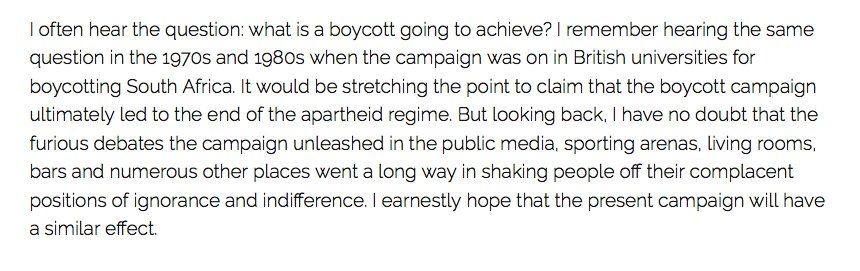 I often hear the question: what is a boycott going to achieve? I remember hearing the same
question in the 1970s and 1980s when the campaign was on in British universities for
boycotting South Africa. It would be stretching the point to claim that the boycott campaign
ultimately led to the end of the apartheid regime. But looking back, I have no doubt that the
furious debates the campaign unleashed in the public media, sporting arenas, living rooms,
bars and numerous other places went a long way in shaking people off their complacent
positions of ignorance and indifference. I earnestly hope that the present campaign will have
a similar effect.